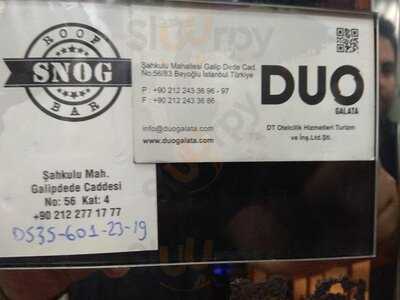 ROOF
SNOG
BAR
Şahkulu Mah.
Galipdede Caddesi
No: 56 Kat: 4
+90 212 277 17 77
0535-601-23-19
Şahkulu Mahallesi Galip Dede Cad.
No:56/83 Beyoğlu İstanbul Türkiye
P : +90 212 243 36 96 - 97
F : +90 212 243 36 86
info@duogalata.com
www.duogalata.com
DUO
GALATA
DT Otelcilik Hizmetleri Turizm
ve İnş.Ltd.Şti.